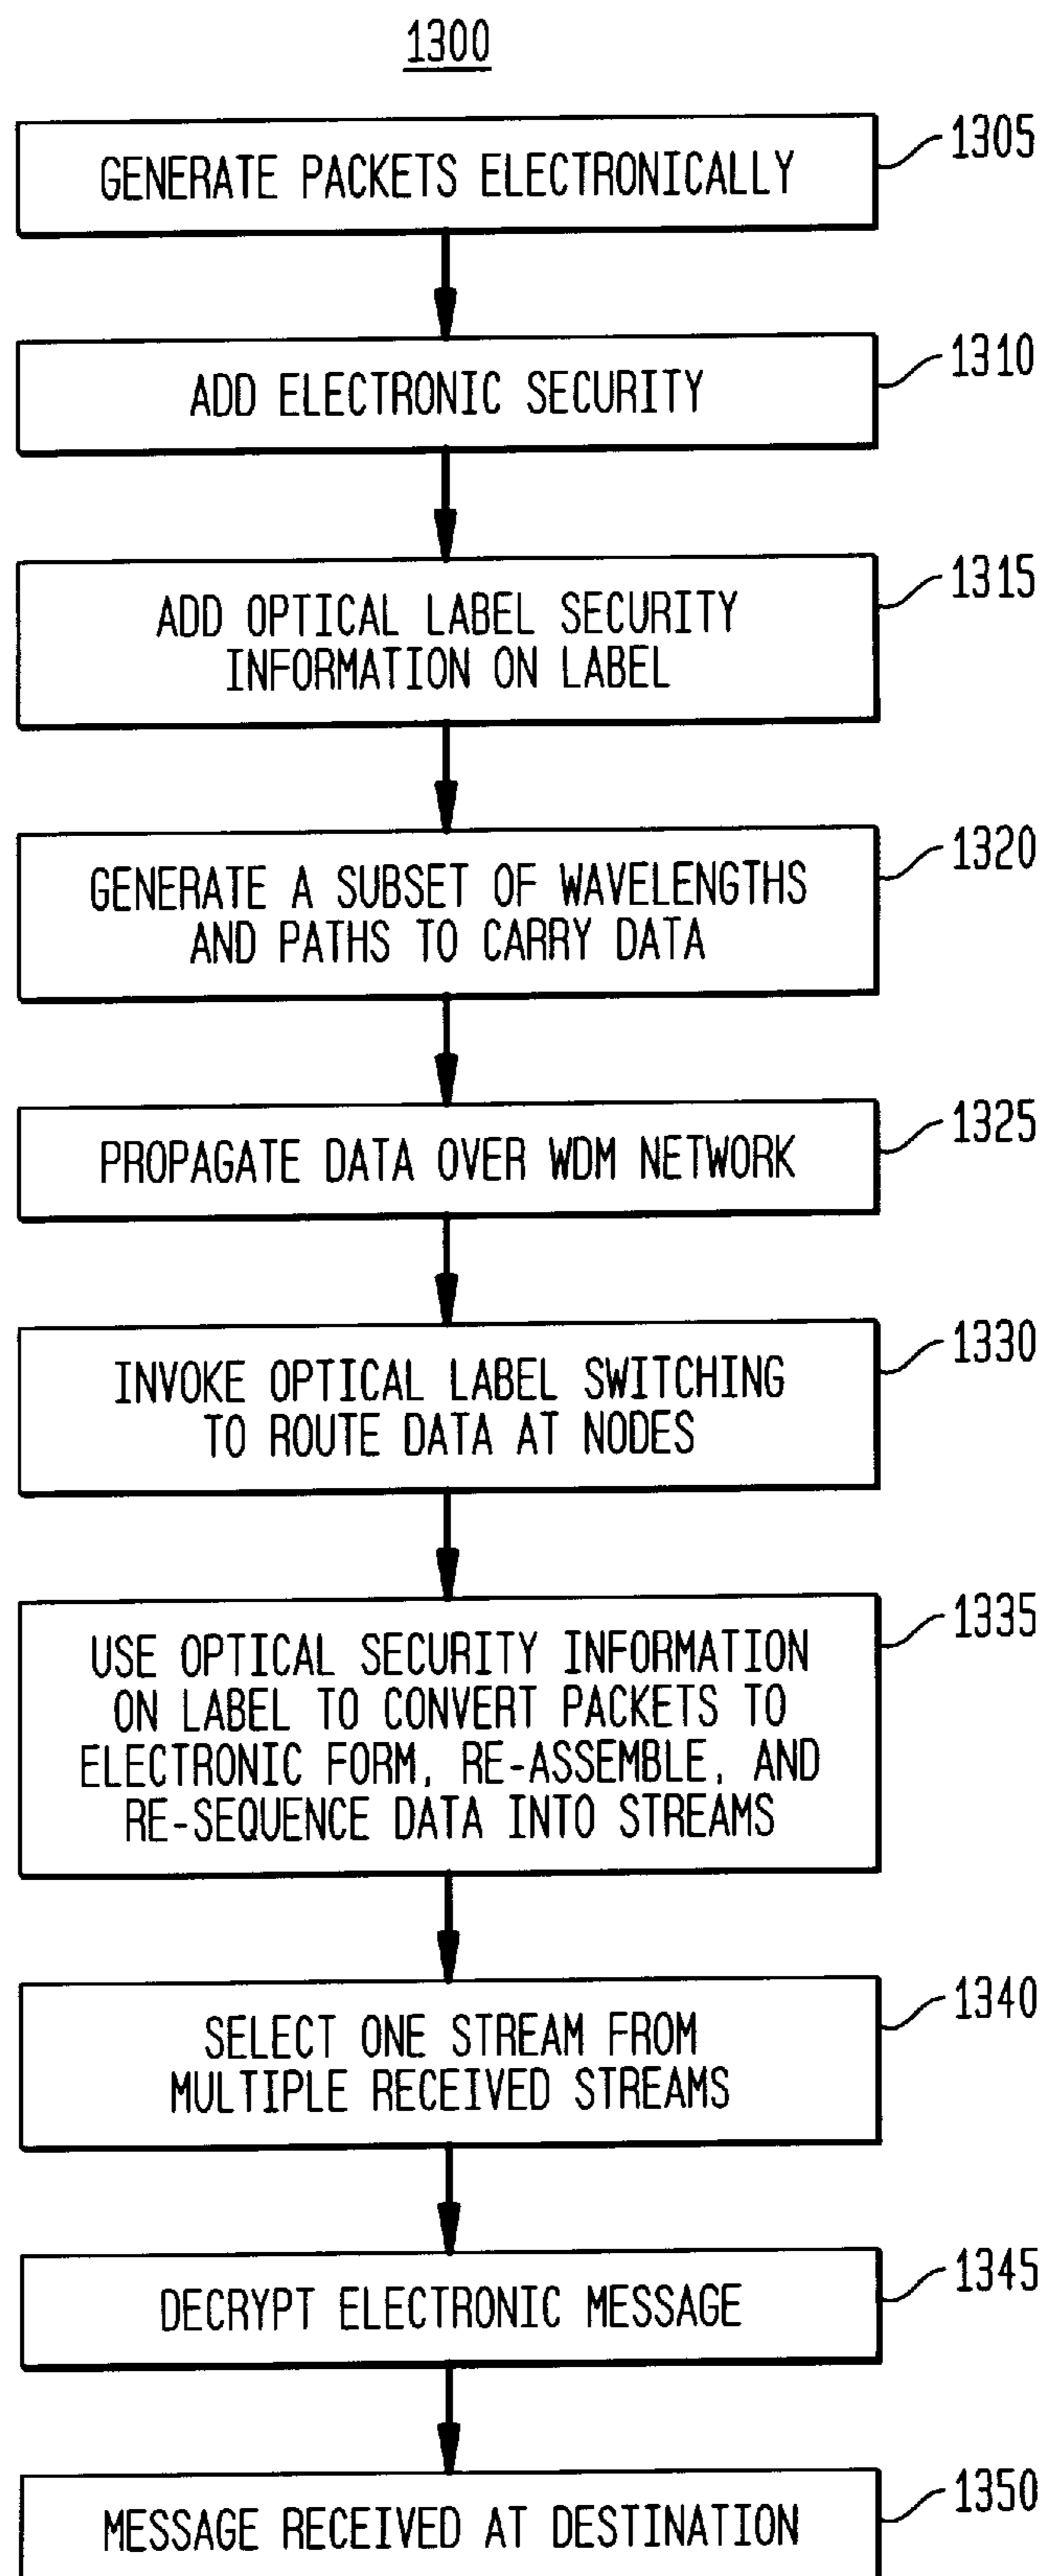 1300
GENERATE PACKETS ELECTRONICALLY
1305
ADD ELECTRONIC SECURITY
1310
ADD OPTICAL LABEL SECURITY
INFORMATION ON LABEL
1315
GENERATE A SUBSET OF WAVELENGTHS
AND PATHS TO CARRY DATA
1320
PROPAGATE DATA OVER WDM NETWORK
1325
INVOKE OPTICAL LABEL SWITCHING
TO ROUTE DATA AT NODES
1330
USE OPTICAL SECURITY INFORMATION
ON LABEL TO CONVERT PACKETS TO
ELECTRONIC FORM, RE-ASSEMBLE, AND
RE-SEQUENCE DATA INTO STREAMS
1335
SELECT ONE STREAM FROM
MULTIPLE RECEIVED STREAMS
1340
DECRYPT ELECTRONIC MESSAGE
1345
MESSAGE RECEIVED AT DESTINATION
1350